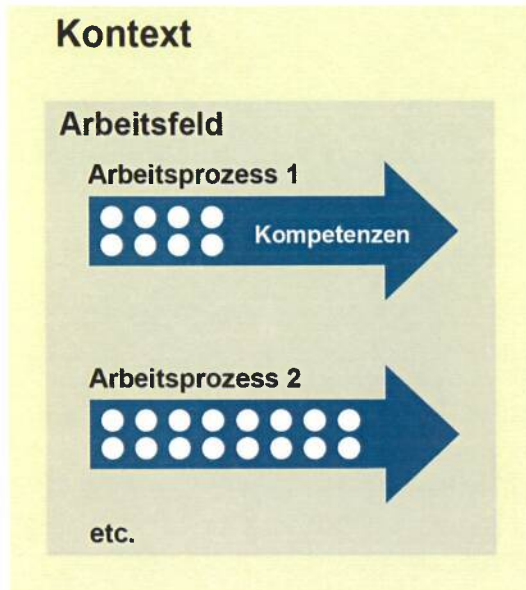 Kontext
Arbeitsfeld
Arbeitsprozess 1
Kompetenzen
Arbeitsprozess 2
etc.